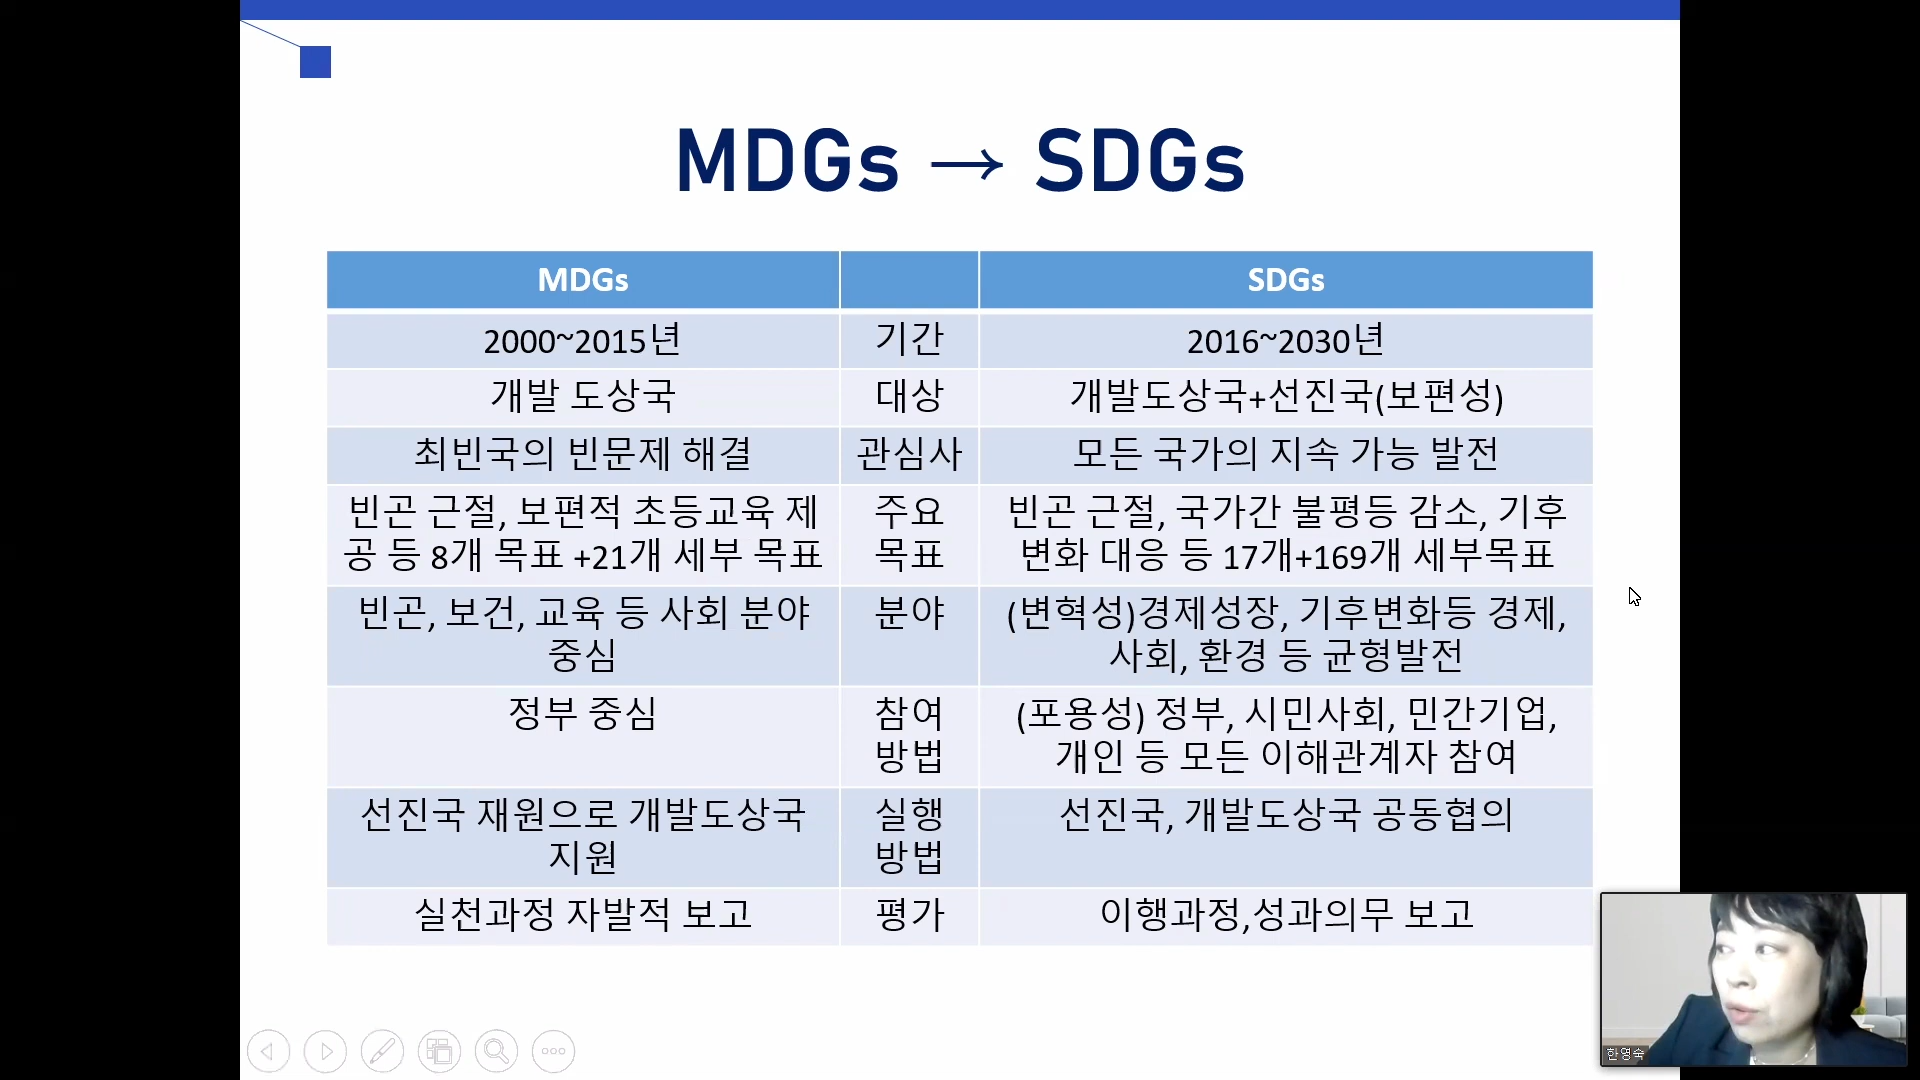 MDGs → SDGs
MDGs SDGs
2000~2015년 기간 2016~2030년
개발 도상국 대상 개발도상국+선진국(보편성)
최빈국의 빈문제 해결 관심사 모든 국가의 지속 가능 발전
빈곤 근절, 보편적 초등교육 제 주요 빈곤 근절, 국가간 불평등 감소, 기후
공 등 8개 목표 +21개 세부 목표 목표 변화 대응 등 17개+169개 세부목표
빈곤, 보건, 교육 등 사회 분야 분야 (변혁성)경제성장, 기후변화등 경제,
중심 사회, 환경 등 균형발전
정부 중심 참여 (포용성) 정부, 시민사회, 민간기업,
방법 개인 등 모든 이해관계자 참여
선진국 재원으로 개발도상국 실행 선진국, 개발도상국 공동협의
지원 방법
실천과정 자발적 보고 평가 이행과정,성과의무 보고
한영숙